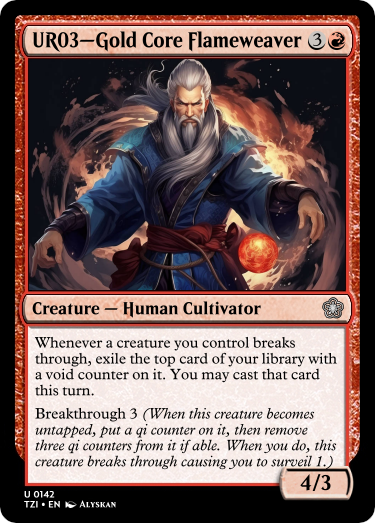 UR03—Gold Core Flameweaver 3
Creature — Human Cultivator
Whenever a creature you control breaks
through, exile the top card of your library with
a void counter on it. You may cast that card
this turn.
Breakthrough 3 (When this creature becomes
untapped, put a qi counter on it, then remove
three qi counters from it if able. When you do, this
creature breaks through causing you to surveil 1.)
4/3
U 0142
TZI • EN Alyskan